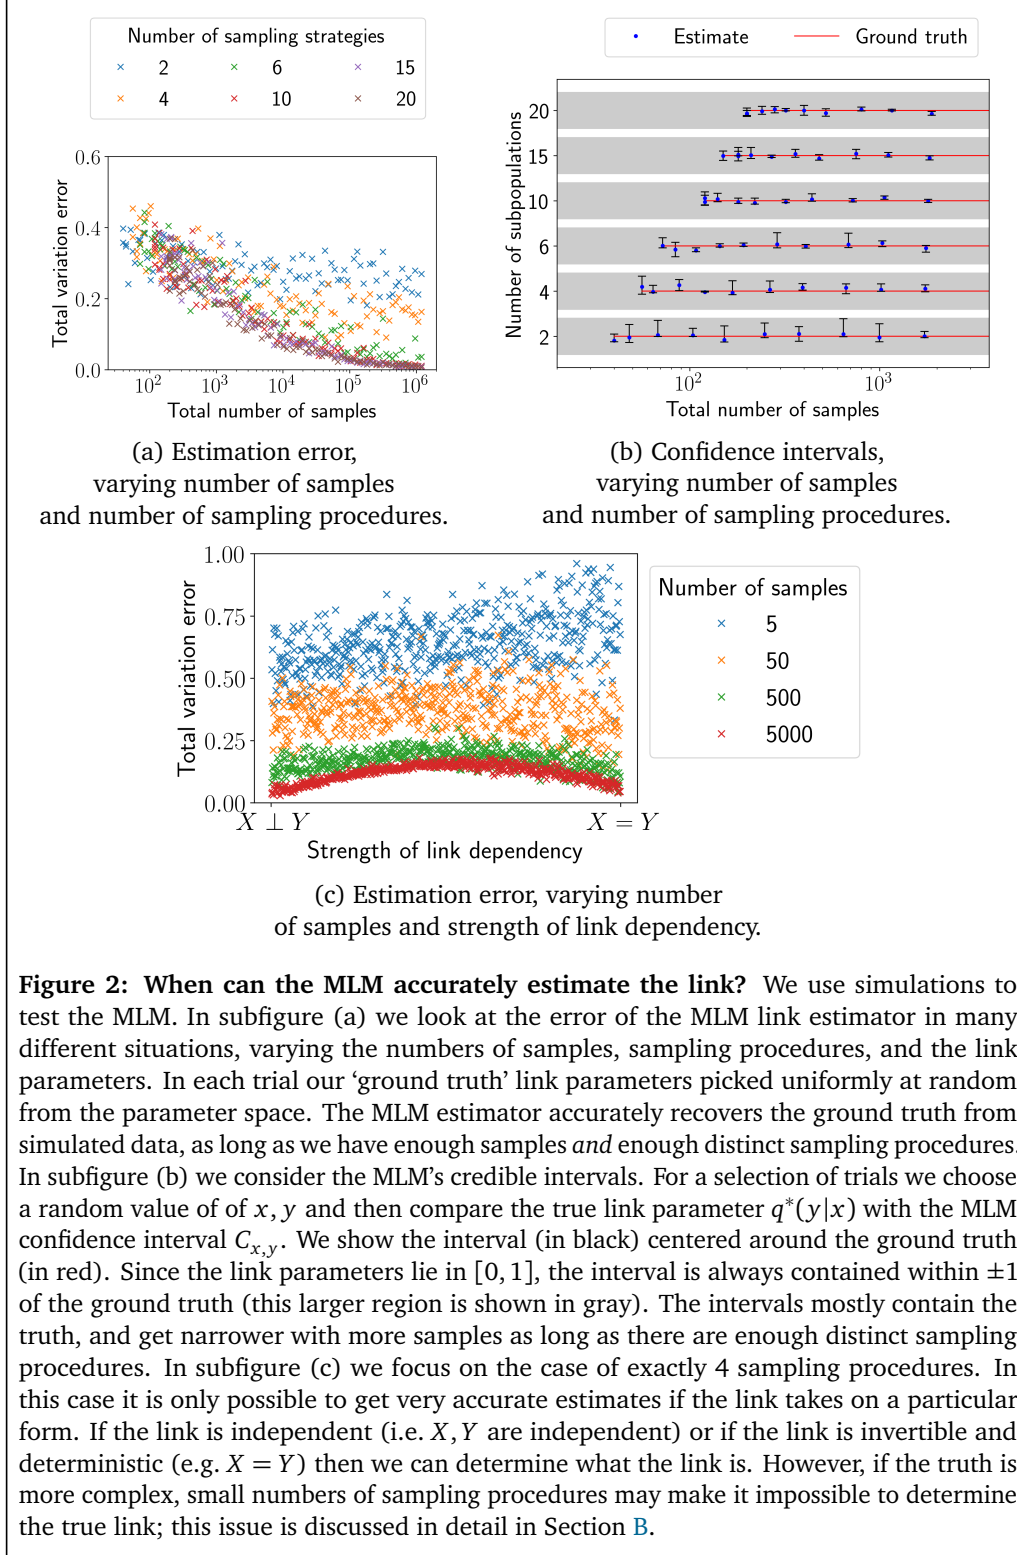 Number of sampling strategies
2 6 15
4 10 20
Estimate Ground truth
Total variation error
0.6
0.4
0.2
0.0
10² 10³ 10⁴ 10⁵ 10⁶
Total number of samples
Number of subpopulations
20
15
10
6
4
2
10² 10³
Total number of samples
(a) Estimation error,
varying number of samples
and number of sampling procedures.
(b) Confidence intervals,
varying number of samples
and number of sampling procedures.
Total variation error
1.00
0.75
0.50
0.25
0.00
X ⊥ Y X = Y
Strength of link dependency
Number of samples
5
50
500
5000
(c) Estimation error, varying number
of samples and strength of link dependency.
Figure 2: When can the MLM accurately estimate the link? We use simulations to
test the MLM. In subfigure (a) we look at the error of the MLM link estimator in many
different situations, varying the numbers of samples, sampling procedures, and the link
parameters. In each trial our ‘ground truth’ link parameters picked uniformly at random
from the parameter space. The MLM estimator accurately recovers the ground truth from
simulated data, as long as we have enough samples and enough distinct sampling procedures.
In subfigure (b) we consider the MLM’s credible intervals. For a selection of trials we choose
a random value of of x, y and then compare the true link parameter q*(y|x) with the MLM
confidence interval Cx,y. We show the interval (in black) centered around the ground truth
(in red). Since the link parameters lie in [0, 1], the interval is always contained within ±1
of the ground truth (this larger region is shown in gray). The intervals mostly contain the
truth, and get narrower with more samples as long as there are enough distinct sampling
procedures. In subfigure (c) we focus on the case of exactly 4 sampling procedures. In
this case it is only possible to get very accurate estimates if the link takes on a particular
form. If the link is independent (i.e. X, Y are independent) or if the link is invertible and
deterministic (e.g. X = Y) then we can determine what the link is. However, if the truth is
more complex, small numbers of sampling procedures may make it impossible to determine
the true link; this issue is discussed in detail in Section B.